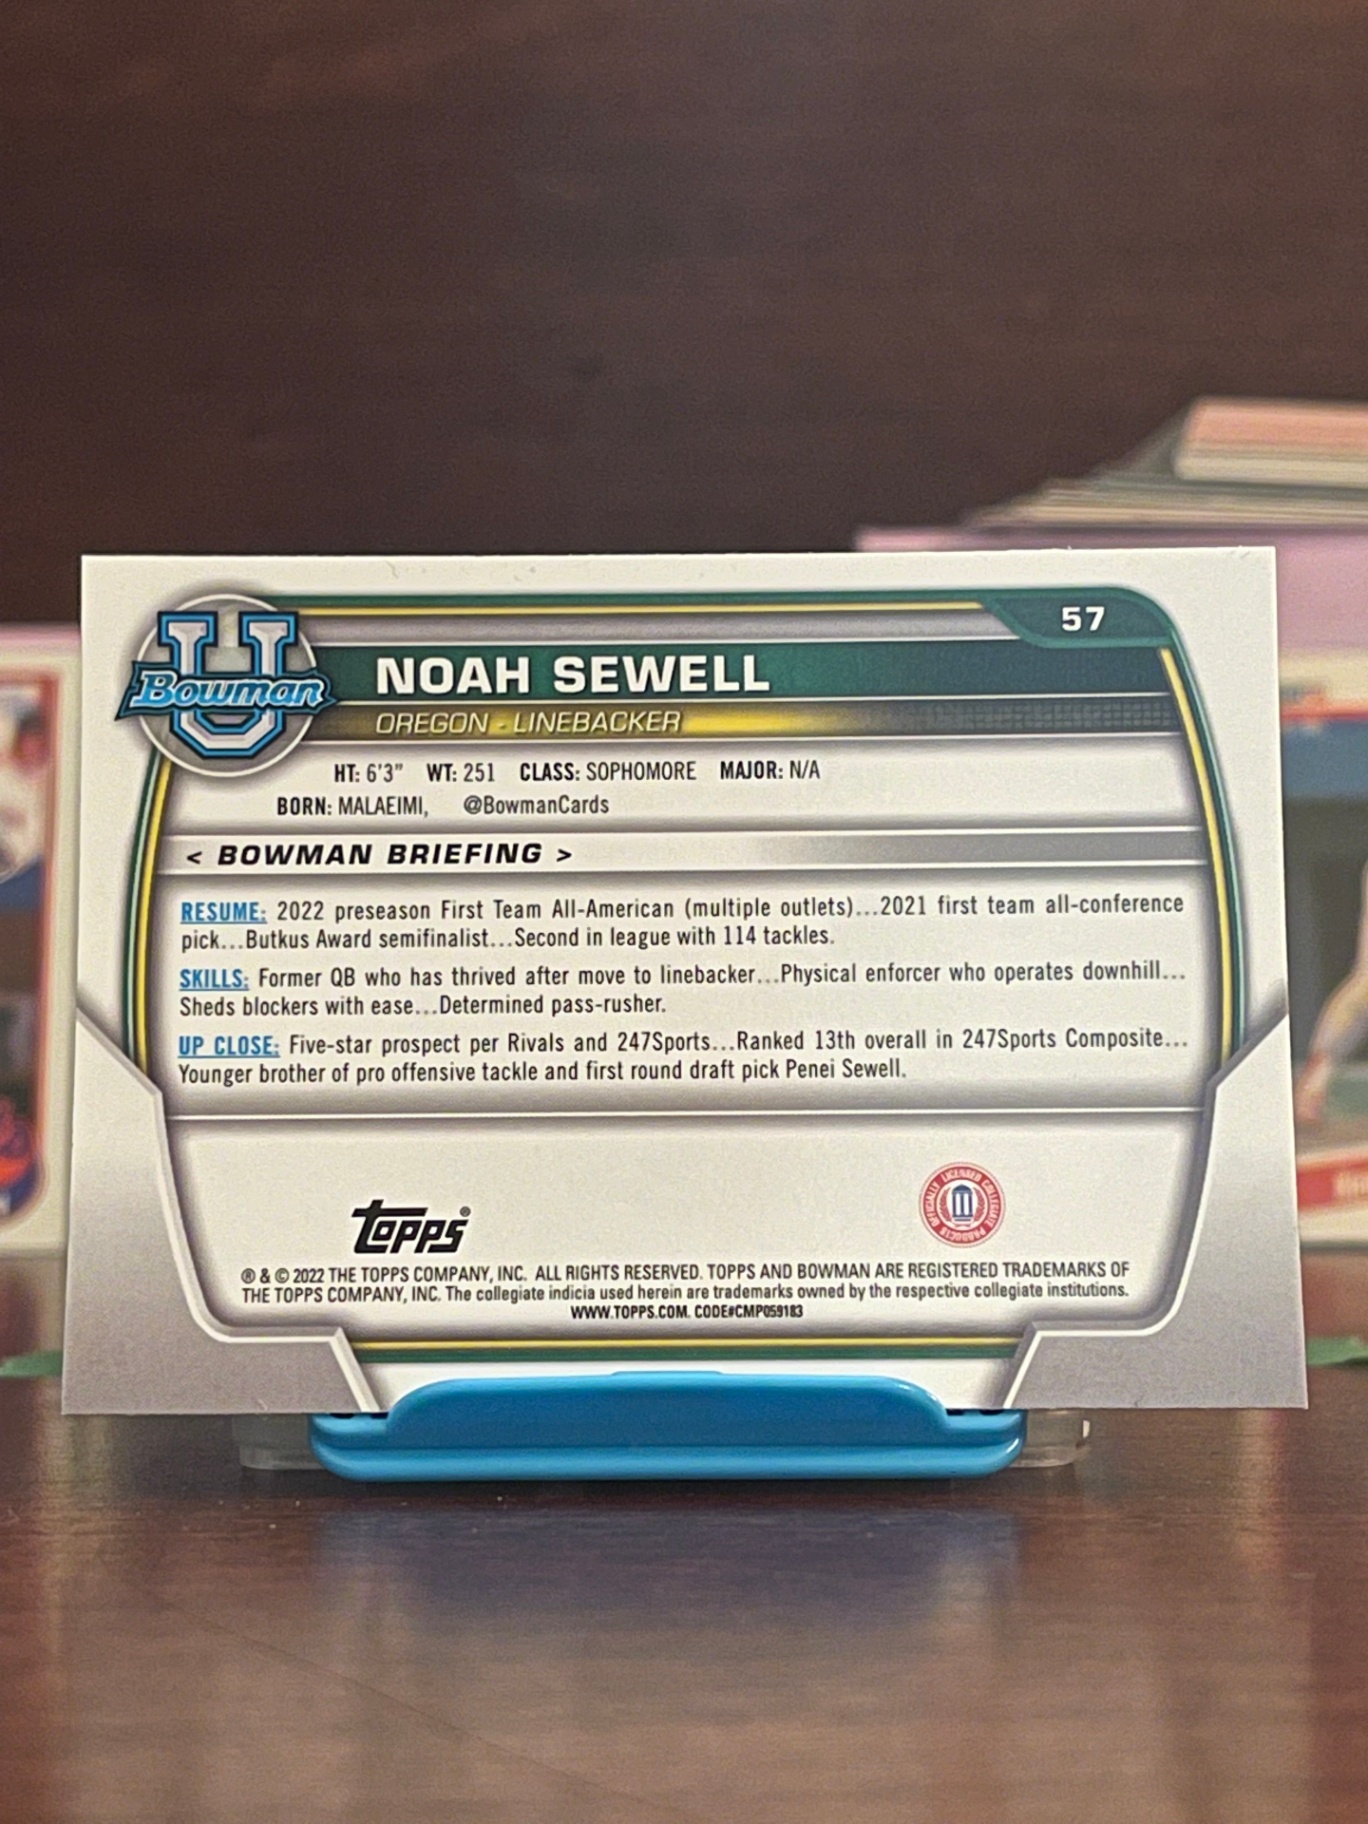 57
U
Bowman
NOAH SEWELL
OREGON - LINEBACKER
HT: 6'3" WT: 251 CLASS: SOPHOMORE MAJOR: N/A
BORN: MALAEIMI, @BowmanCards
< BOWMAN BRIEFING >
RESUME: 2022 preseason First Team All-American (multiple outlets)...2021 first team all-conference
pick...Butkus Award semifinalist...Second in league with 114 tackles.
SKILLS: Former QB who has thrived after move to linebacker...Physical enforcer who operates downhill...
Sheds blockers with ease...Determined pass-rusher.
UP CLOSE: Five-star prospect per Rivals and 247Sports...Ranked 13th overall in 247Sports Composite...
Younger brother of pro offensive tackle and first round draft pick Penei Sewell.
Topps®
OFFICIALLY LICENSED COLLEGIATE PRODUCTS
® & © 2022 THE TOPPS COMPANY, INC. ALL RIGHTS RESERVED. TOPPS AND BOWMAN ARE REGISTERED TRADEMARKS OF
THE TOPPS COMPANY, INC. The collegiate indicia used herein are trademarks owned by the respective collegiate institutions.
WWW.TOPPS.COM. CODE#CMP059183